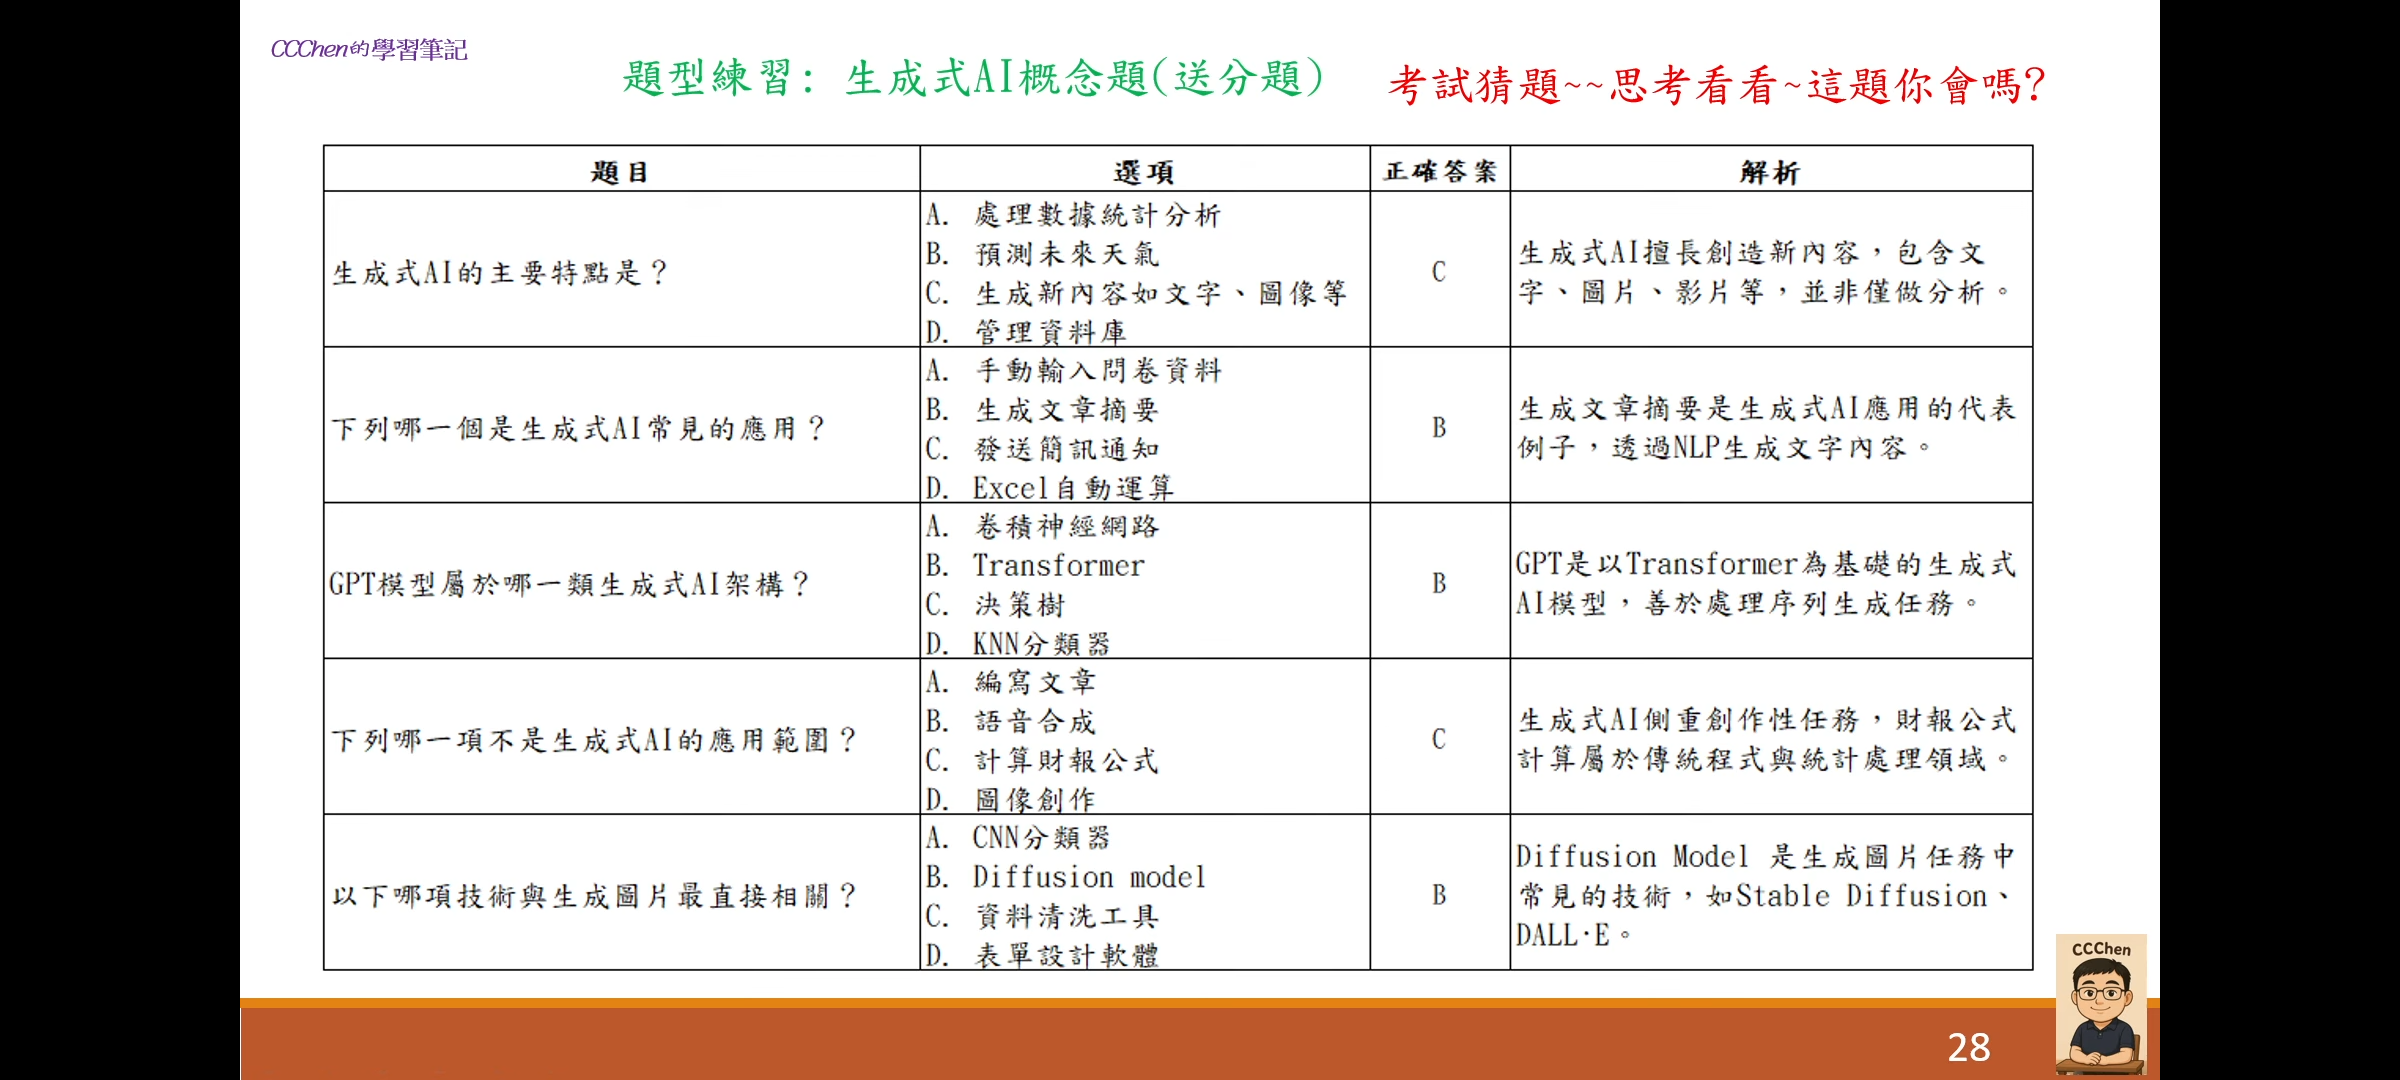 CCChen的學習筆記
題型練習: 生成式AI概念題(送分題)
考試猜題~~思考看看~這題你會嗎?
題目
選項
正確答案
解析
生成式AI的主要特點是？
A. 處理數據統計分析
B. 預測未來天氣
C. 生成新內容如文字、圖像等
D. 管理資料庫
C
生成式AI擅長創造新內容，包含文
字、圖片、影片等，並非僅做分析。
下列哪一個是生成式AI常見的應用？
A. 手動輸入問卷資料
B. 生成文章摘要
C. 發送簡訊通知
D. Excel自動運算
B
生成文章摘要是生成式AI應用的代表
例子，透過NLP生成文字內容。
GPT模型屬於哪一類生成式AI架構？
A. 卷積神經網路
B. Transformer
C. 決策樹
D. KNN分類器
B
GPT是以Transformer為基礎的生成式
AI模型，善於處理序列生成任務。
下列哪一項不是生成式AI的應用範圍？
A. 編寫文章
B. 語音合成
C. 計算財報公式
D. 圖像創作
C
生成式AI側重創作性任務，財報公式
計算屬於傳統程式與統計處理領域。
以下哪項技術與生成圖片最直接相關？
A. CNN分類器
B. Diffusion model
C. 資料清洗工具
D. 表單設計軟體
B
Diffusion Model 是生成圖片任務中
常見的技術，如Stable Diffusion、
DALL·E。
CCChen
28